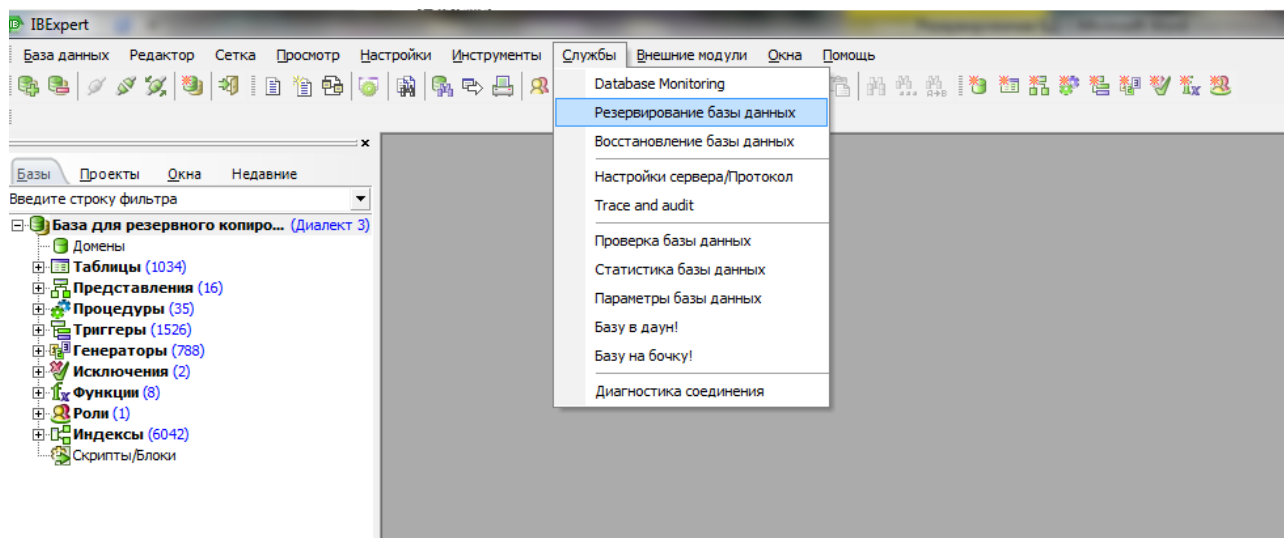 IBExpert
База данных Редактор Сетка Просмотр Настройки Инструменты Службы Внешние модули Окна Помощь
Database Monitoring
Резервирование базы данных
Восстановление базы данных
Настройки сервера/Протокол
Trace and audit
Проверка базы данных
Статистика базы данных
Параметры базы данных
Базу в даун!
Базу на бочку!
Диагностика соединения
Базы Проекты Окна Недавние
Введите строку фильтра
База для резервного копиро... (Диалект 3)
Домены
Таблицы (1034)
Представления (16)
Процедуры (35)
Триггеры (1526)
Генераторы (788)
Исключения (2)
Функции (8)
Роли (1)
Индексы (6042)
Скрипты/Блоки